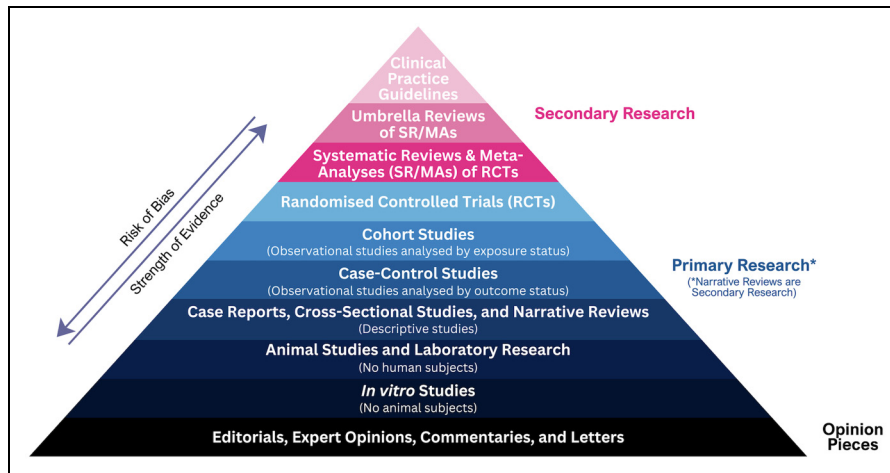 Clinical
Practice
Guidelines
Umbrella Reviews
of SR/MAs
Secondary Research
Systematic Reviews & Meta-
Analyses (SR/MAs) of RCTs
Randomised Controlled Trials (RCTs)
Risk of Bias
Strength of Evidence
Cohort Studies
(Observational studies analysed by exposure status)
Case-Control Studies
(Observational studies analysed by outcome status)
Primary Research*
(*Narrative Reviews are
Secondary Research)
Case Reports, Cross-Sectional Studies, and Narrative Reviews
(Descriptive studies)
Animal Studies and Laboratory Research
(No human subjects)
In vitro Studies
(No animal subjects)
Editorials, Expert Opinions, Commentaries, and Letters
Opinion
Pieces